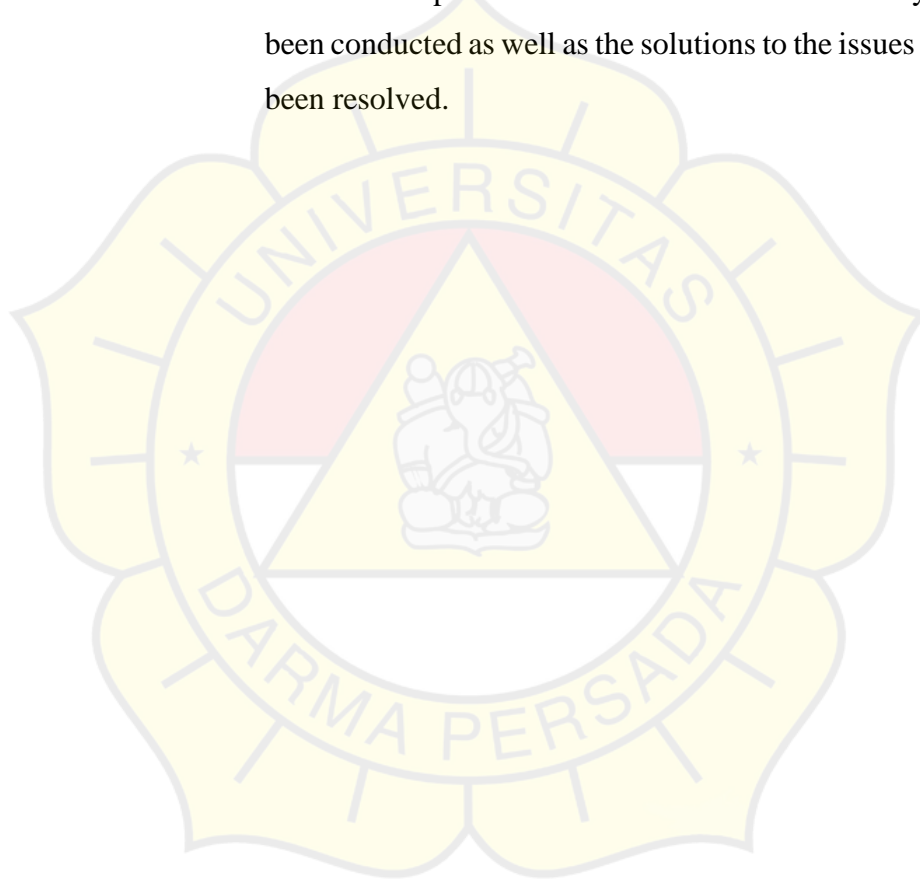 been conducted as well as the solutions to the issues
been resolved.
UNIVERSITAS
DARMA PERSADA